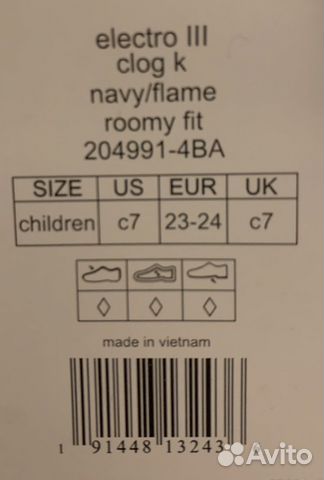 electro III
clog k
navy/flame
roomy fit
204991-4BA
SIZE US EUR UK
children c7 23-24 c7
made in vietnam
1 91448 13243
Avito